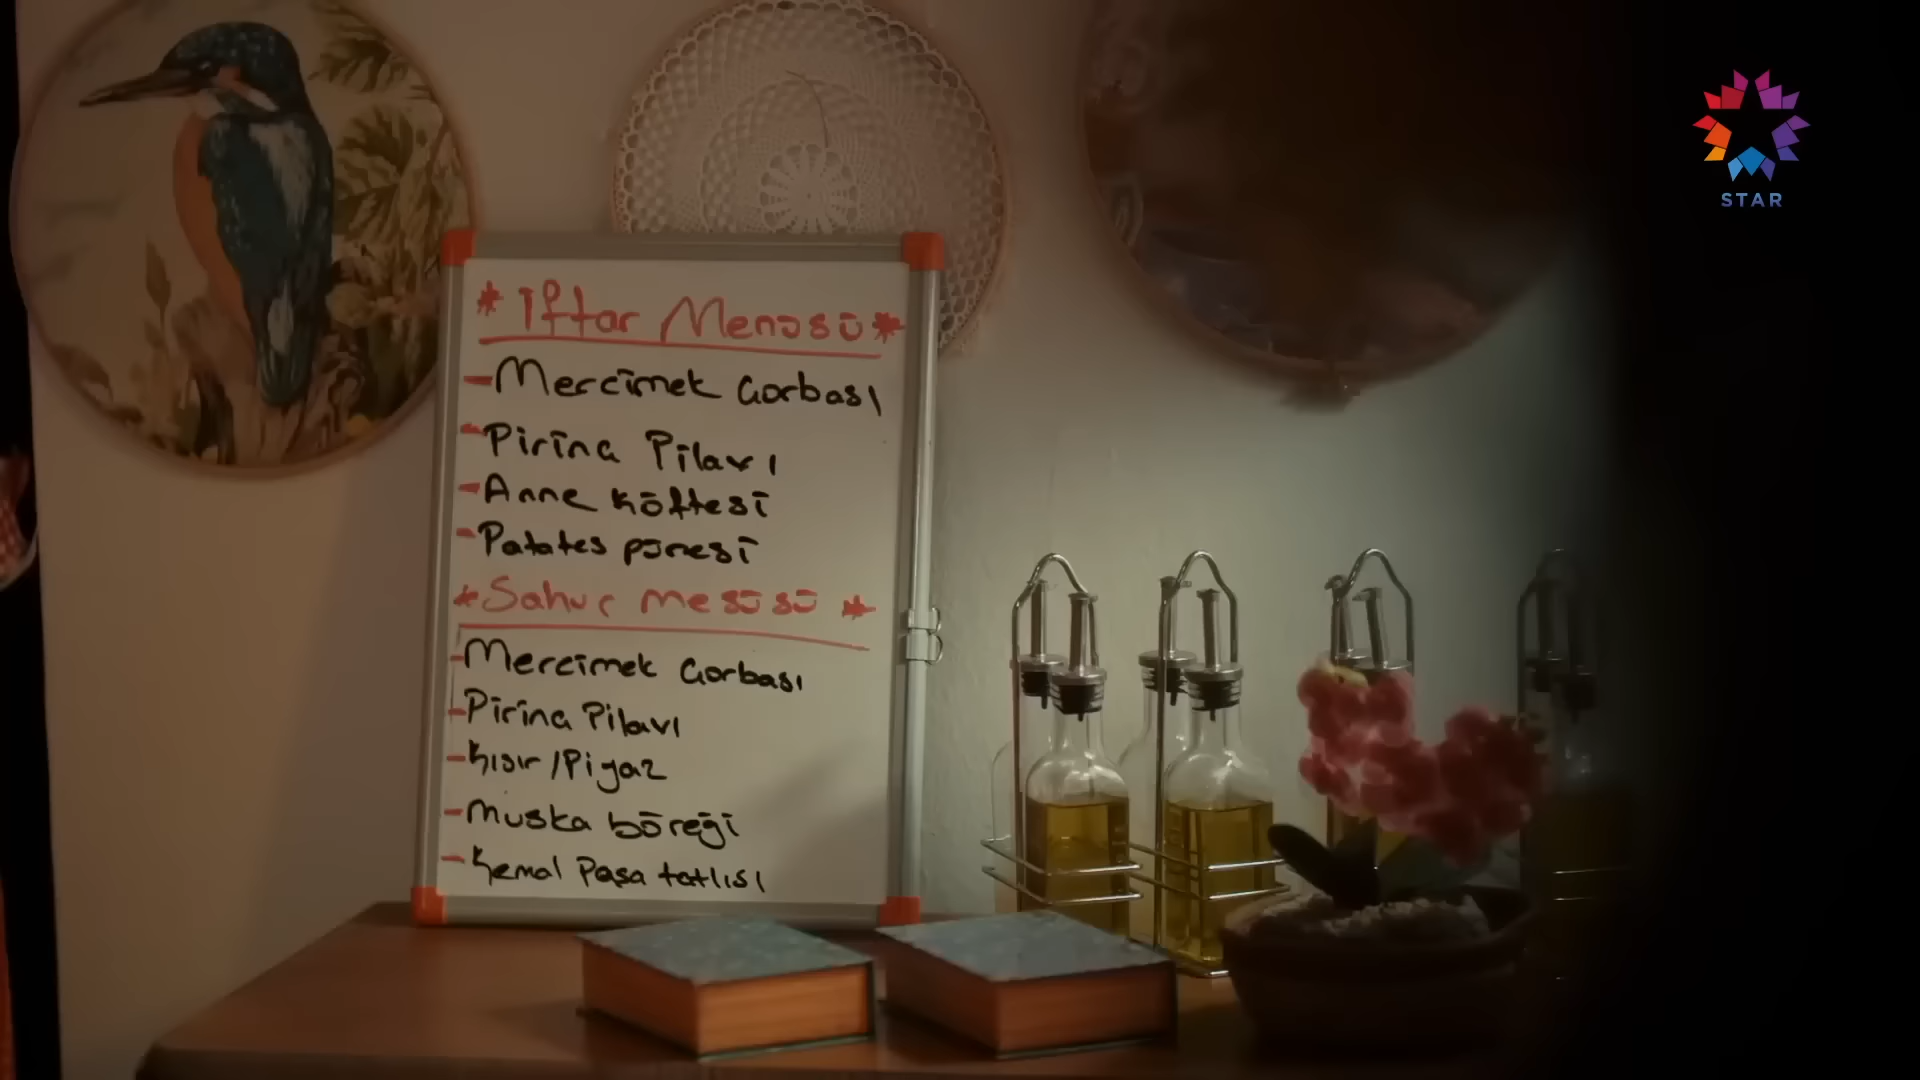 * İftar Menüsü *
- Mercimek Çorbası
- Pirinç Pilavı
- Anne köftesi
- Patates püresi
* Sahur mesüsü *
- Mercimek Çorbası
- Pirinç Pilavı
- Kısır / Piyaz
- Muska böreği
- Kemal Paşa tatlısı
STAR